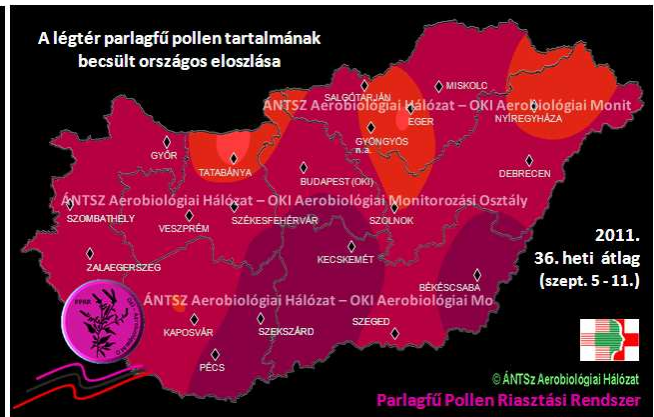 A légtér parlagfű pollen tartalmának
becsült országos eloszlása
MISKOLC
SALGÓTARJÁN
ÁNTSZ Aerobiológiai Hálózat – OKI Aerobiológiai Monit
EGER
NYÍREGYHÁZA
GYÖNGYÖS
n.a.
GYŐR
TATABÁNYA
DEBRECEN
BUDAPEST (OKI)
ÁNTSZ Aerobiológiai Hálózat – OKI Aerobiológiai Monitorozási Osztály
SZOMBATHELY
VESZPRÉM
SZÉKESFEHÉRVÁR
SZOLNOK
2011.
36. heti átlag
(szept. 5 - 11.)
KECSKEMÉT
ZALAEGERSZEG
BÉKÉSCSABA
ÁNTSZ Aerobiológiai Hálózat – OKI Aerobiológiai Mo
KAPOSVÁR
SZEKSZÁRD
SZEGED
PÉCS
© ÁNTSz Aerobiológiai Hálózat
Parlagfű Pollen Riasztási Rendszer